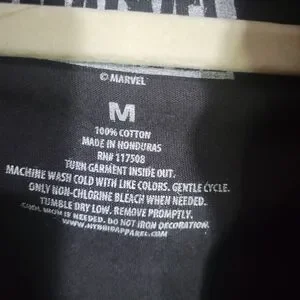 MARVEL
© MARVEL
M
100% COTTON
MADE IN HONDURAS
RN# 117508
TURN GARMENT INSIDE OUT.
MACHINE WASH COLD WITH LIKE COLORS. GENTLE CYCLE.
ONLY NON-CHLORINE BLEACH WHEN NEEDED.
TUMBLE DRY LOW. REMOVE PROMPTLY.
COOL IRON IF NEEDED. DO NOT IRON DECORATION.
WWW.HYBRIDAPPAREL.COM